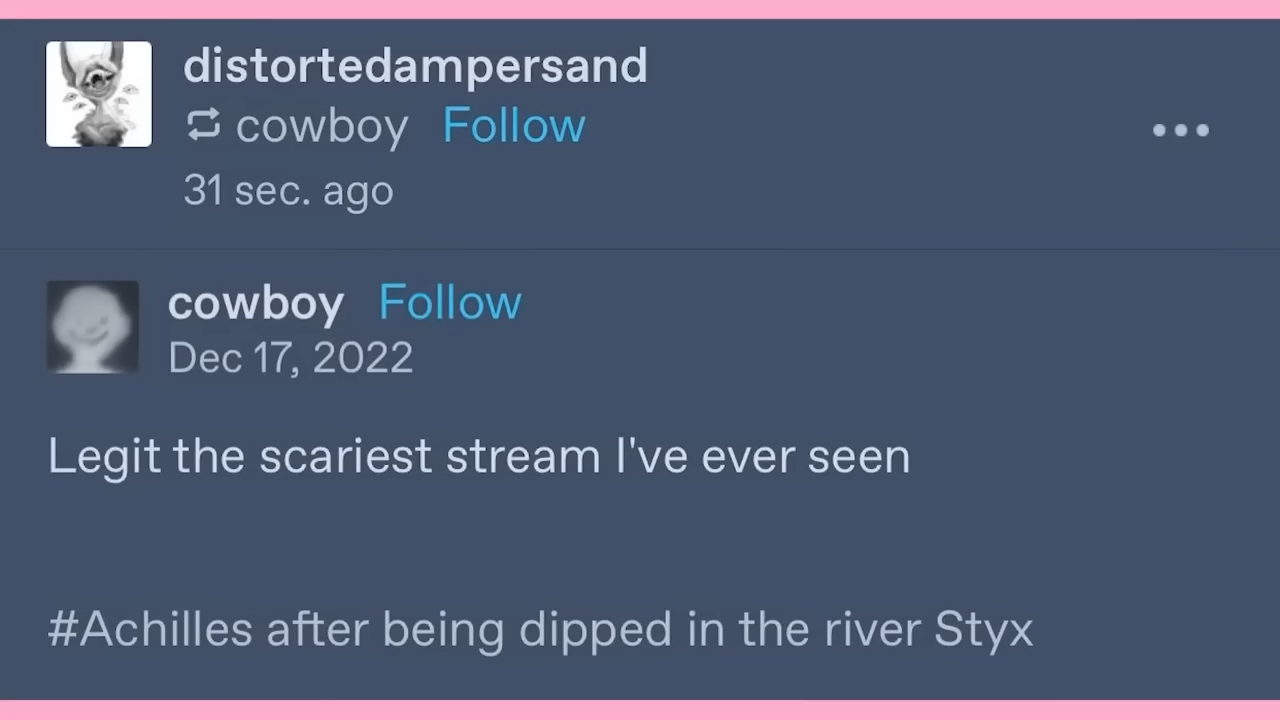 distortedampersand
cowboy Follow
31 sec. ago
cowboy Follow
Dec 17, 2022
Legit the scariest stream I've ever seen
#Achilles after being dipped in the river Styx